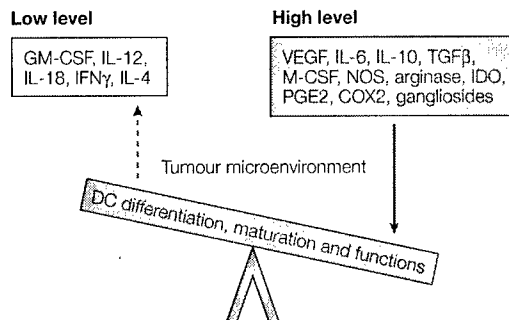 Low level
GM-CSF, IL-12,
IL-18, IFNγ, IL-4
High level
VEGF, IL-6, IL-10, TGFβ,
M-CSF, NOS, arginase, IDO,
PGE2, COX2, gangliosides
Tumour microenvironment
DC differentiation, maturation and functions